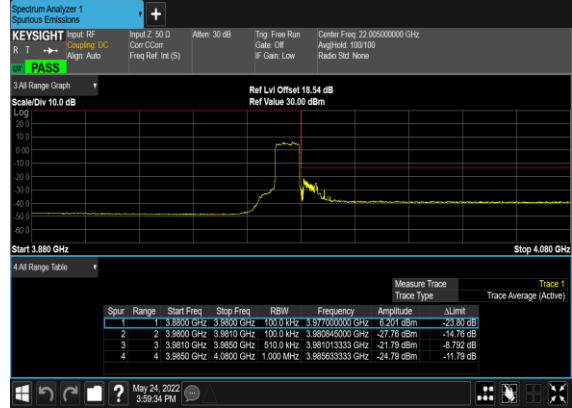 Spectrum Analyzer 1
Spurious Emissions
+
KEYSIGHT Input: RF Input Z: 50 Ω Atten: 30 dB Trig: Free Run Center Freq: 22.005000000 GHz
R T Coupling: DC Corr CCorr Gate: Off Avg|Hold: 100/100
Align: Auto Freq Ref: Int (S) IF Gain: Low Radio Std: None
LW PASS
3 All Range Graph
Ref Lvl Offset 18.54 dB
Scale/Div 10.0 dB Ref Value 30.00 dBm
Log
20.0
10.0
0.00
-10.0
-20.0
-30.0
-40.0
-50.0
-60.0
Start 3.880 GHz Stop 4.080 GHz
4 All Range Table
Measure Trace Trace 1
Trace Type Trace Average (Active)
Spur Range Start Freq Stop Freq RBW Frequency Amplitude ΔLimit
1 1 3.8800 GHz 3.9800 GHz 100.0 kHz 3.977000000 GHz 6.201 dBm -23.80 dB
2 2 3.9800 GHz 3.9810 GHz 100.0 kHz 3.980845000 GHz -27.76 dBm -14.76 dB
3 3 3.9810 GHz 3.9850 GHz 510.0 kHz 3.981013333 GHz -21.79 dBm -8.792 dB
4 4 3.9850 GHz 4.0800 GHz 1.000 MHz 3.985633333 GHz -24.79 dBm -11.79 dB
? May 24, 2022
3:59:34 PM